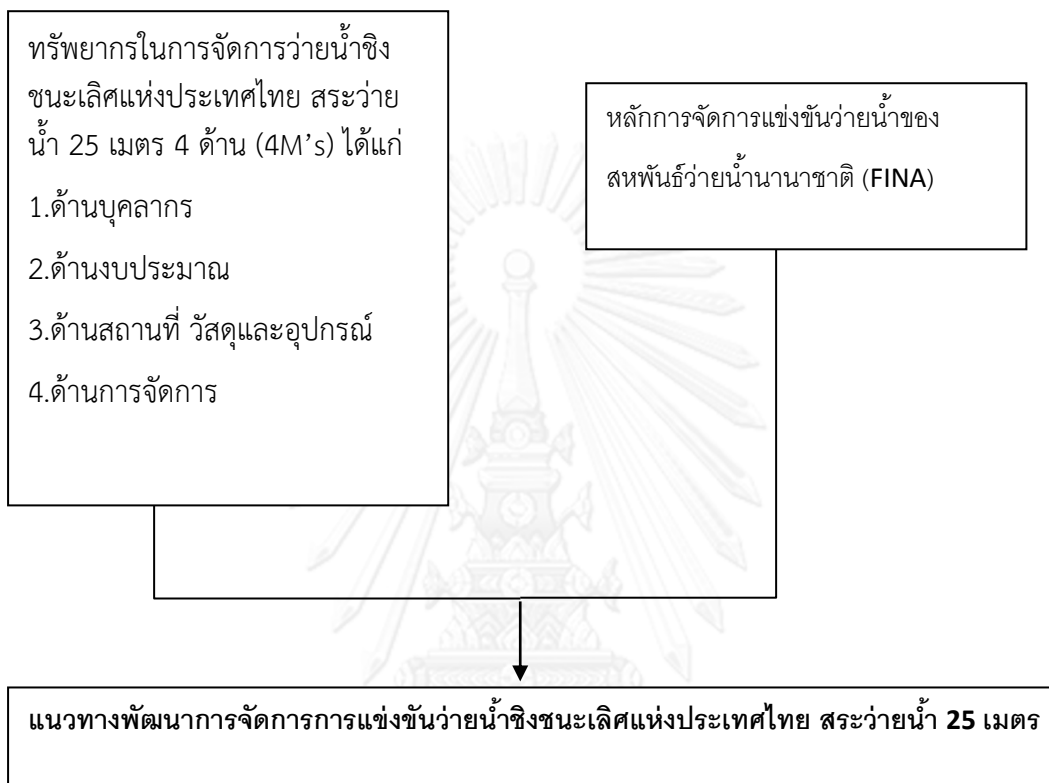 ทรัพยากรในการจัดการว่ายน้ำชิง
ชนะเลิศแห่งประเทศไทย สระว่าย
น้ำ 25 เมตร 4 ด้าน (4M’s) ได้แก่
1.ด้านบุคลากร
2.ด้านงบประมาณ
3.ด้านสถานที่ วัสดุและอุปกรณ์
4.ด้านการจัดการ
หลักการจัดการแข่งขันว่ายน้ำของ
สหพันธ์ว่ายน้ำนานาชาติ (FINA)
แนวทางพัฒนาการจัดการการแข่งขันว่ายน้ำชิงชนะเลิศแห่งประเทศไทย สระว่ายน้ำ 25 เมตร